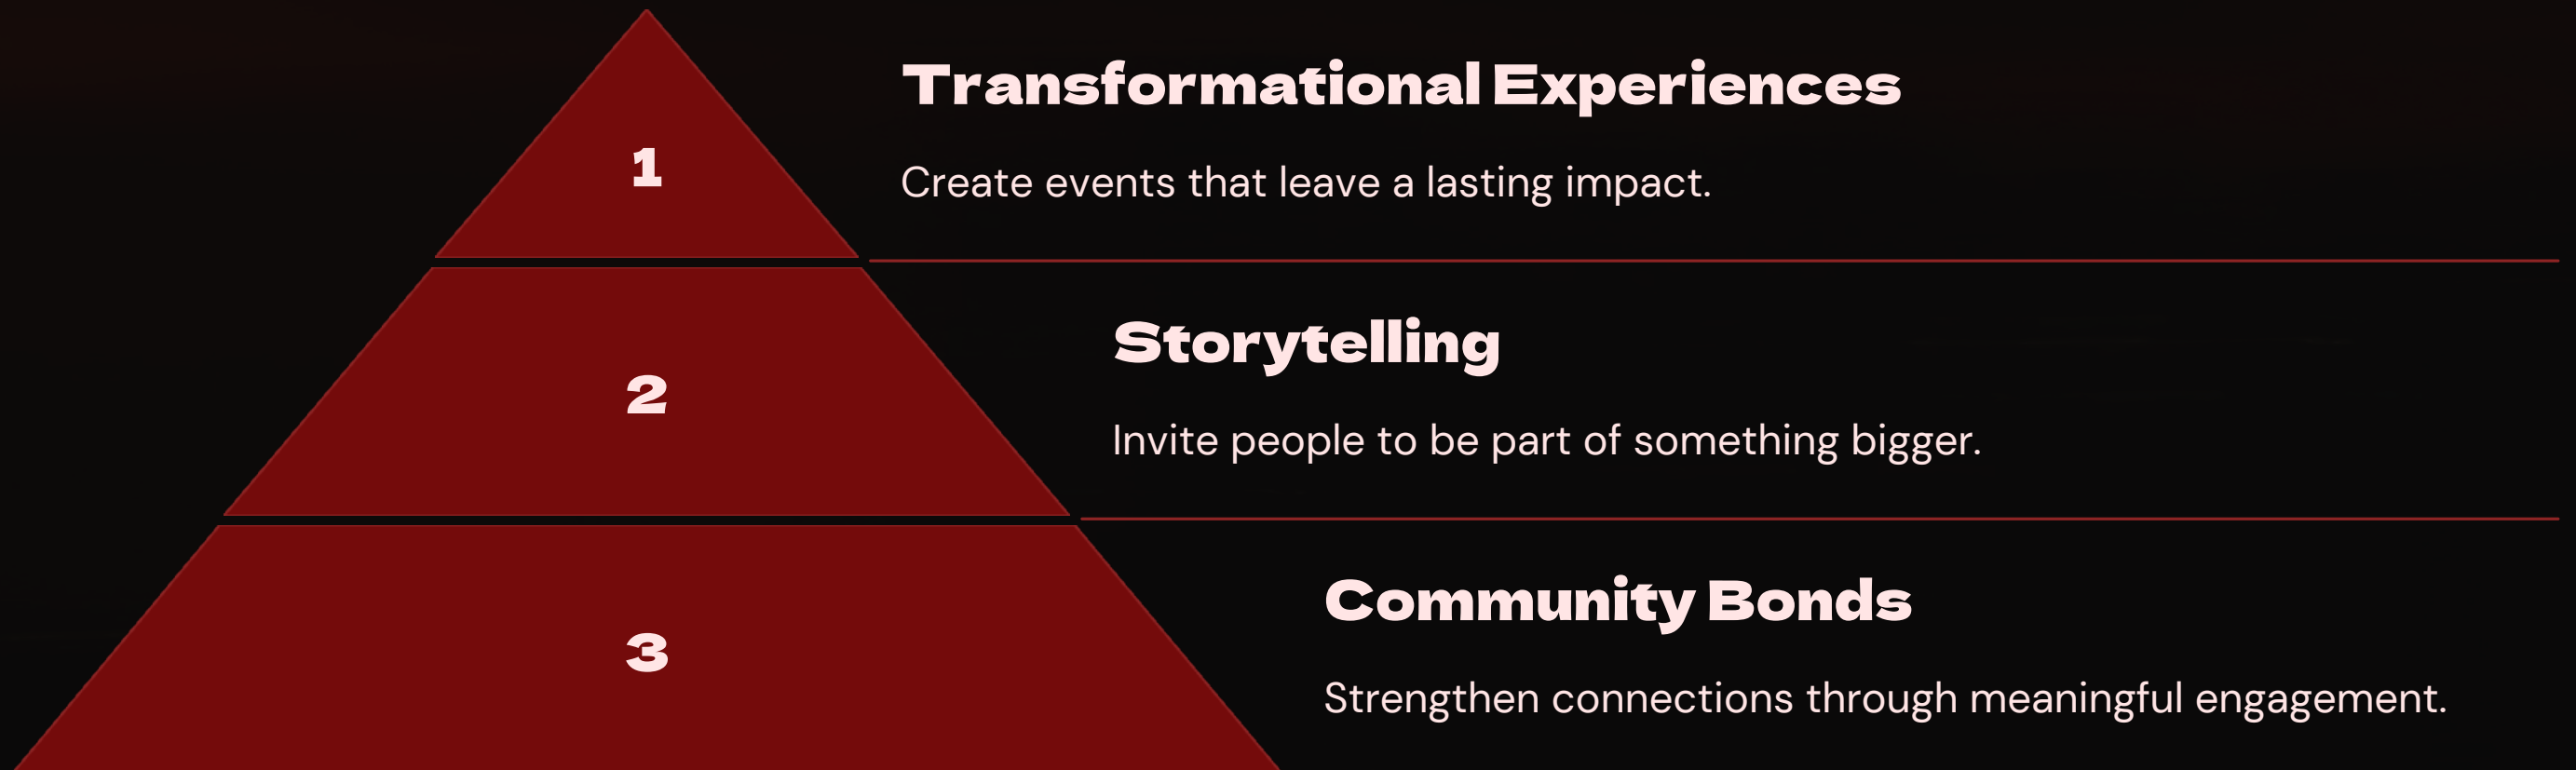 1
Transformational Experiences
Create events that leave a lasting impact.
2
Storytelling
Invite people to be part of something bigger.
3
Community Bonds
Strengthen connections through meaningful engagement.